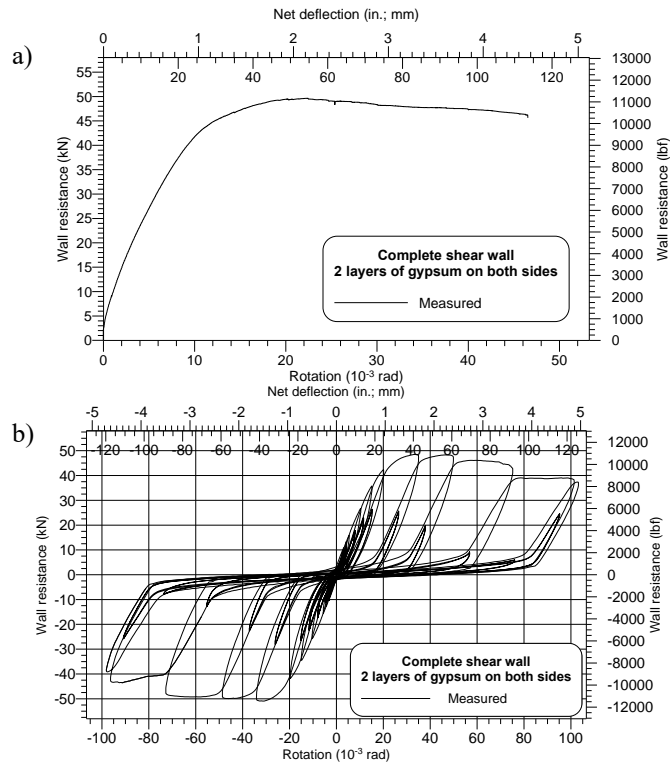 Net deflection (in.; mm)
0 1 2 3 4 5
a)
20 40 60 80 100 120
Wall resistance (kN)
55
50
45
40
35
30
25
20
15
10
5
0
13000
12000
11000
10000
9000
8000
7000
6000
5000
4000
3000
2000
1000
0
Wall resistance (lbf)
Complete shear wall
2 layers of gypsum on both sides
Measured
0 10 20 30 40 50
Rotation (10-3 rad)
Net deflection (in.; mm)
-5 -4 -3 -2 -1 0 1 2 3 4 5
b)
-120 -100 -80 -60 -40 -20 0 20 40 60 80 100 120
Wall resistance (kN)
50
40
30
20
10
0
-10
-20
-30
-40
-50
12000
10000
8000
6000
4000
2000
0
-2000
-4000
-6000
-8000
-10000
-12000
Wall resistance (lbf)
Complete shear wall
2 layers of gypsum on both sides
Measured
-100 -80 -60 -40 -20 0 20 40 60 80 100
Rotation (10-3 rad)